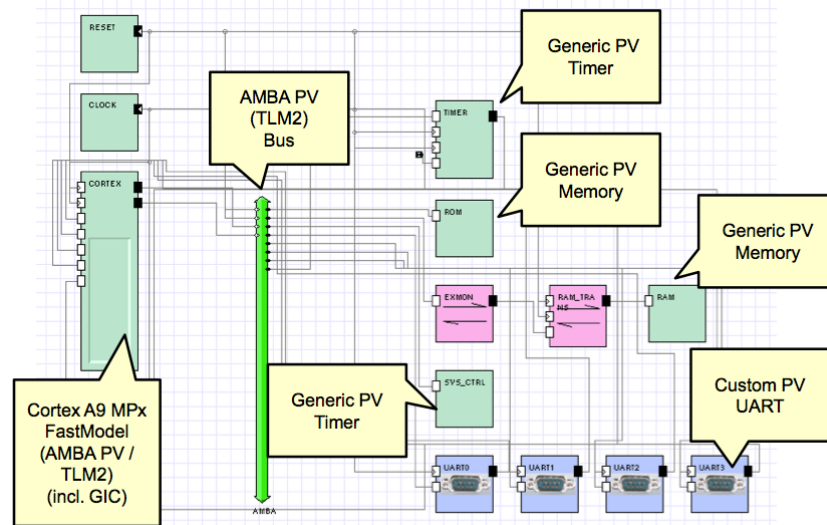 RESET
Generic PV
Timer
CLOCK
AMBA PV
(TLM2)
Bus
TIMER
Generic PV
Memory
CORTEX
ROM
Generic PV
Memory
EXMON
RAM_TRA
NS
RAM
Cortex A9 MPx
FastModel
(AMBA PV /
TLM2)
(incl. GIC)
Generic PV
Timer
SYS_CTRL
Custom PV
UART
UART0
UART1
UART2
UART3
AMBA